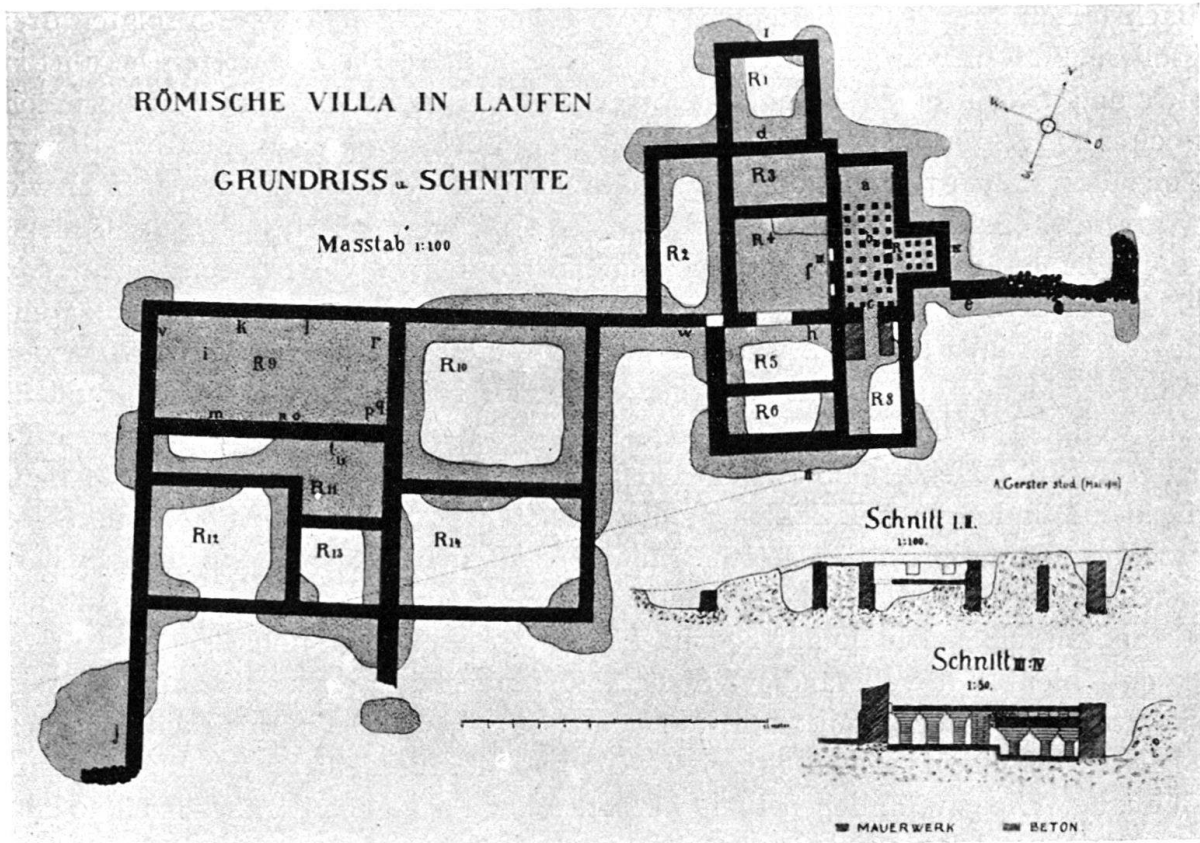 RÖMISCHE VILLA IN LAUFEN
GRUNDRISS u. SCHNITTE
Masstab 1:100
I
R1
d
N
W.
O.
S.
R3
a
R2
R4
b
f
c
e
w
h
R5
R6
R8
v
k
l
r
i
R9
R10
m
n o
p q
t
R11
R12
R13
R14
j
II
A. Gerster stud.
Schnitt I.II.
1:100.
Schnitt III:IV
1:50.
MAUERWERK
BETON.